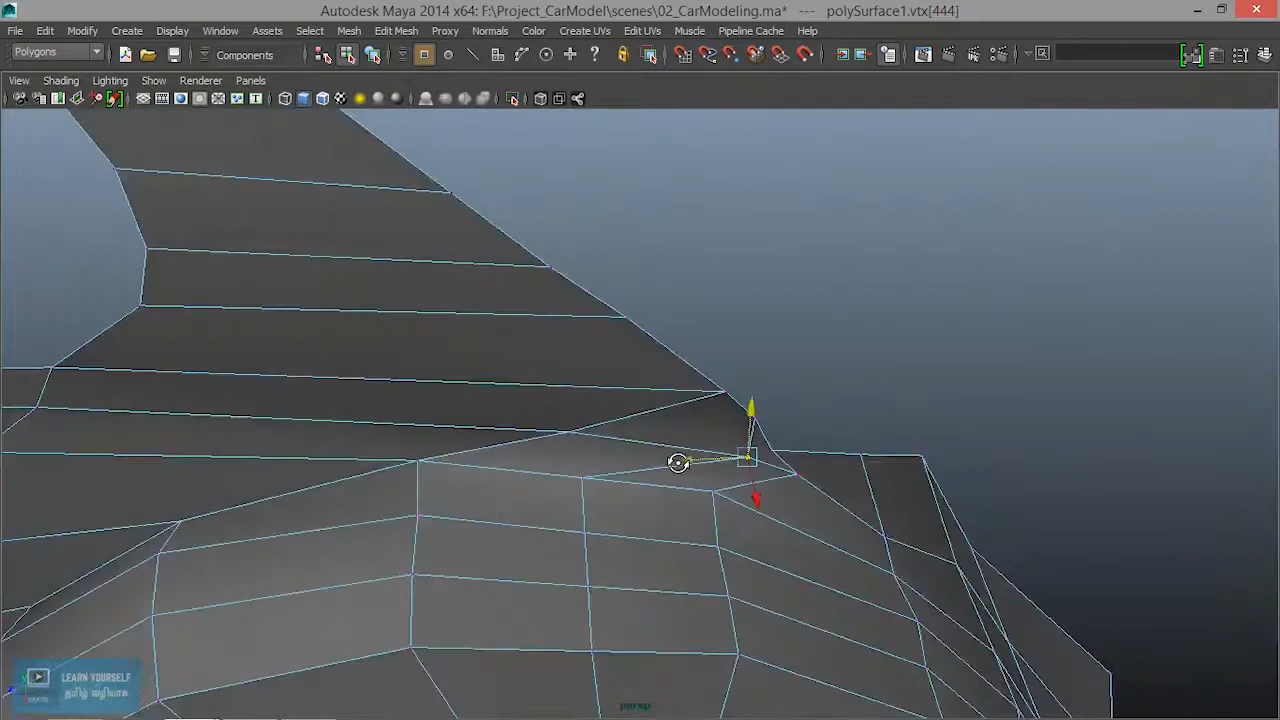 Autodesk Maya 2014 x64: F:\Project_CarModel\scenes\02_CarModeling.ma* --- polySurface1.vtx[444]
File Edit Modify Create Display Window Assets Select Mesh Edit Mesh Proxy Normals Color Create UVs Edit UVs Muscle Pipeline Cache Help
Polygons Components
View Shading Lighting Show Renderer Panels
LEARN YOURSELF
தமிழ் வழியாக
persp